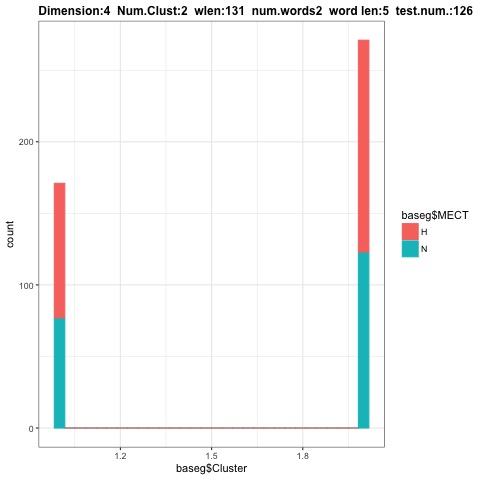 Dimension:4 Num.Clust:2 wlen:131 num.words2 word len:5 test.num.:126
count
200
100
0
1.2
1.5
1.8
baseg$Cluster
baseg$MECT
H
N